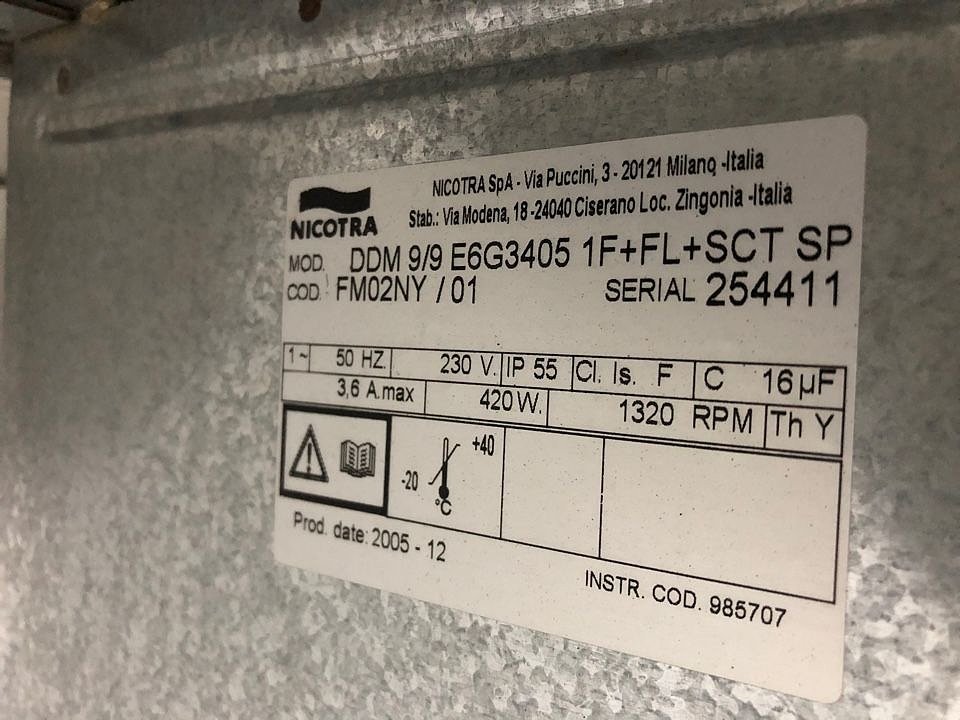 NICOTRA SpA - Via Puccini, 3 - 20121 Milano -Italia
Stab.: Via Modena, 18 -24040 Ciserano Loc. Zingonia -Italia
NICOTRA
MOD. DDM 9/9 E6G3405 1F+FL+SCT SP
COD. FM02NY / 01 SERIAL 254411
1~ 50 HZ. 230 V. IP 55 Cl. Is. F C 16 µF
3,6 A.max 420 W. 1320 RPM Th Y
-20 +40
°C
Prod. date: 2005 - 12
INSTR. COD. 985707